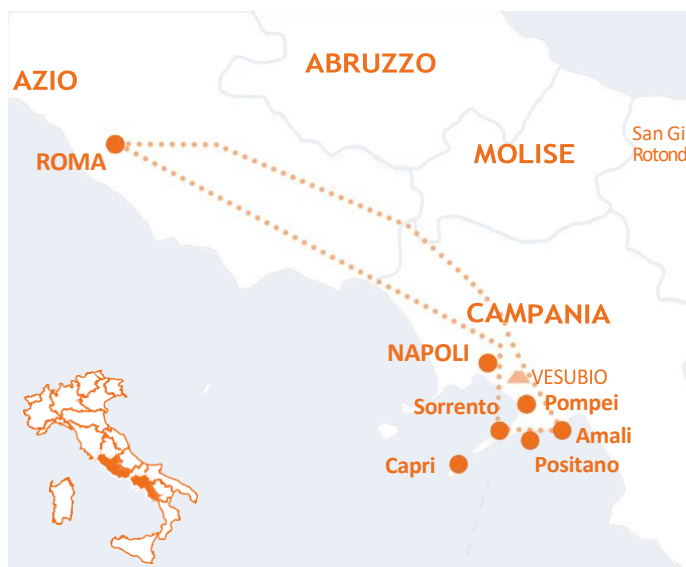 ABRUZZO
AZIO
San Gi
Rotond
MOLISE
ROMA
CAMPANIA
NAPOLI
VESUBIO
Sorrento
Pompei
Amali
Capri
Positano